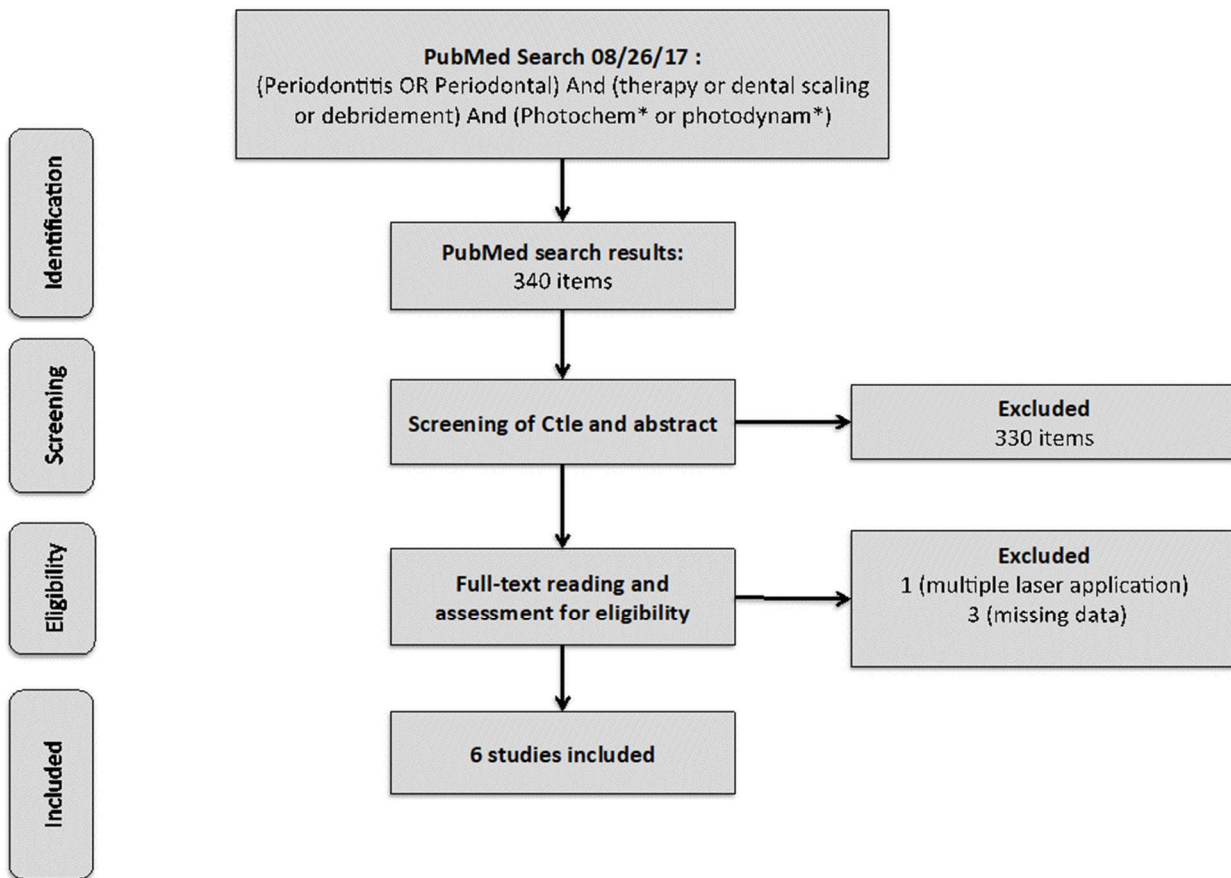 PubMed Search 08/26/17 :
(Periodontitis OR Periodontal) And (therapy or dental scaling
or debridement) And (Photochem* or photodynam*)
Identification
PubMed search results:
340 items
Screening
Screening of Ctle and abstract
Excluded
330 items
Eligibility
Full-text reading and
assessment for eligibility
Excluded
1 (multiple laser application)
3 (missing data)
Included
6 studies included